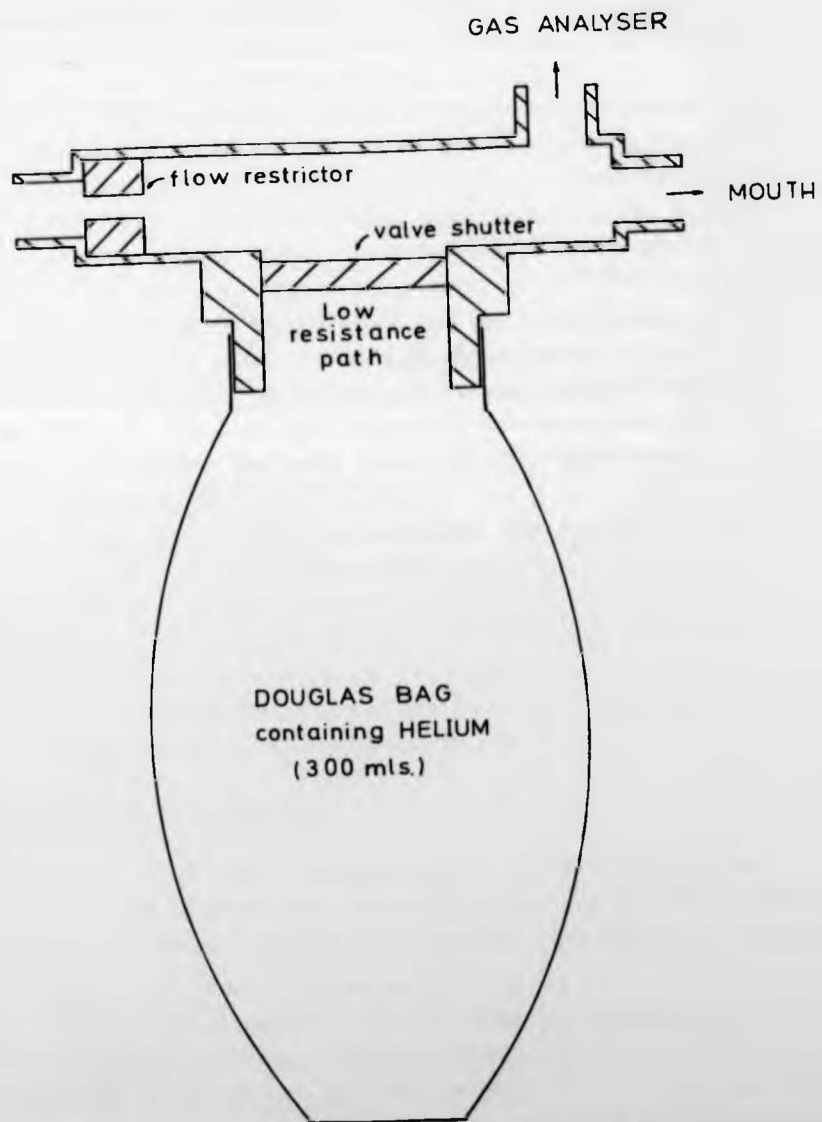 GAS ANALYSER
flow restrictor
MOUTH
valve shutter
Low
resistance
path
DOUGLAS BAG
containing HELIUM
(300 mls.)